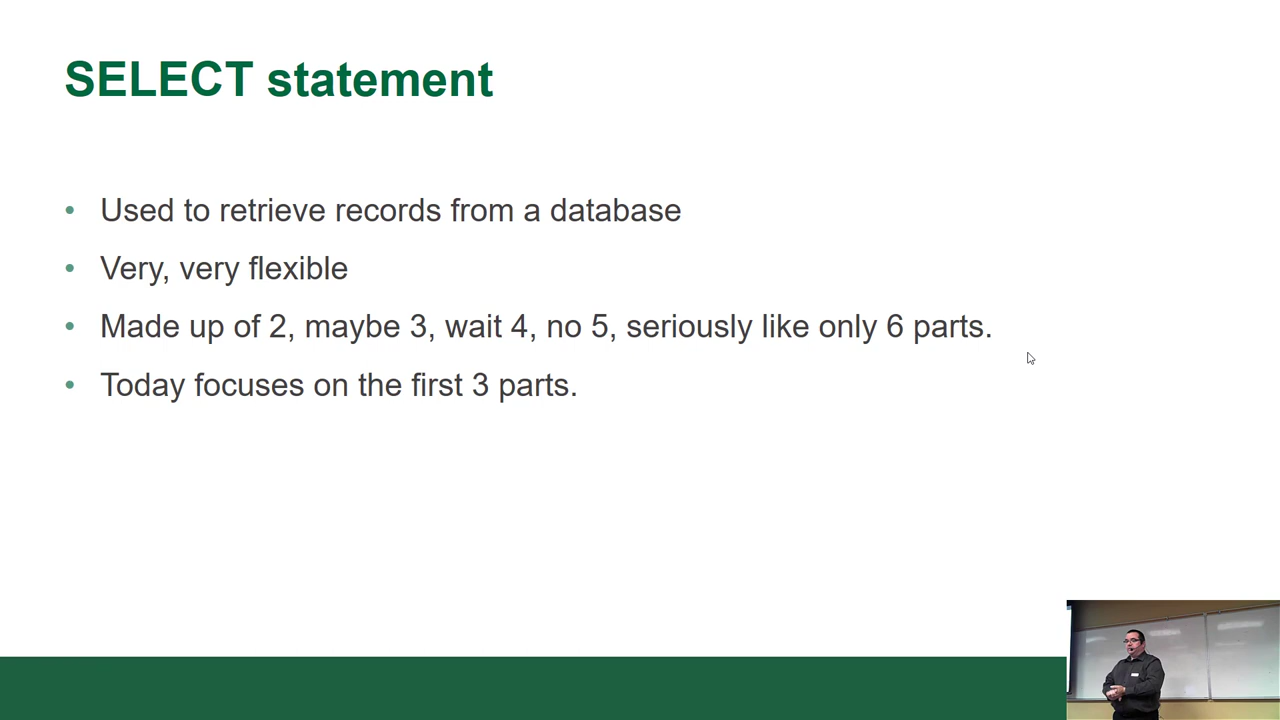 SELECT statement
• Used to retrieve records from a database
• Very, very flexible
• Made up of 2, maybe 3, wait 4, no 5, seriously like only 6 parts.
• Today focuses on the first 3 parts.